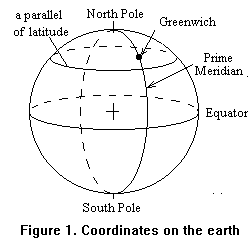 North Pole
a parallel
of latitude
Greenwich
Prime
Meridian
Equator
South Pole
Figure 1. Coordinates on the earth